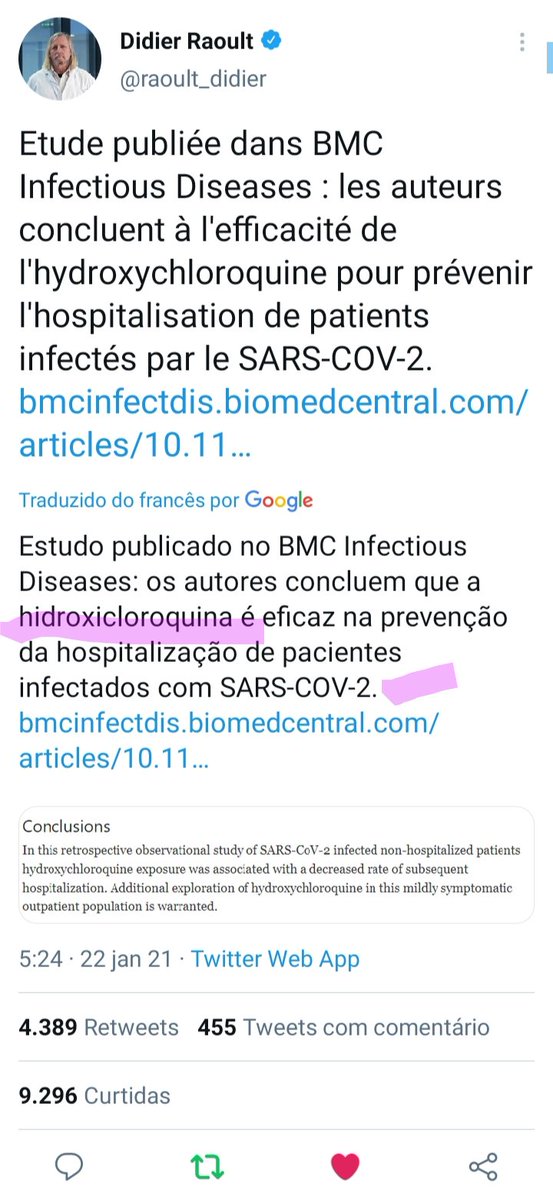 Didier Raoult
@raoult_didier
Etude publiée dans BMC
Infectious Diseases : les auteurs
concluent à l'efficacité de
l'hydroxychloroquine pour prévenir
l'hospitalisation de patients
infectés par le SARS-COV-2.
bmcinfectdis.biomedcentral.com/
articles/10.11…
Traduzido do francês por Google
Estudo publicado no BMC Infectious
Diseases: os autores concluem que a
hidroxicloroquina é eficaz na prevenção
da hospitalização de pacientes
infectados com SARS-COV-2.
bmcinfectdis.biomedcentral.com/
articles/10.11…
Conclusions
In this retrospective observational study of SARS-CoV-2 infected non-hospitalized patients
hydroxychloroquine exposure was associated with a decreased rate of subsequent
hospitalization. Additional exploration of hydroxychloroquine in this mildly symptomatic
outpatient population is warranted.
5:24 · 22 jan 21 · Twitter Web App
4.389 Retweets 455 Tweets com comentário
9.296 Curtidas